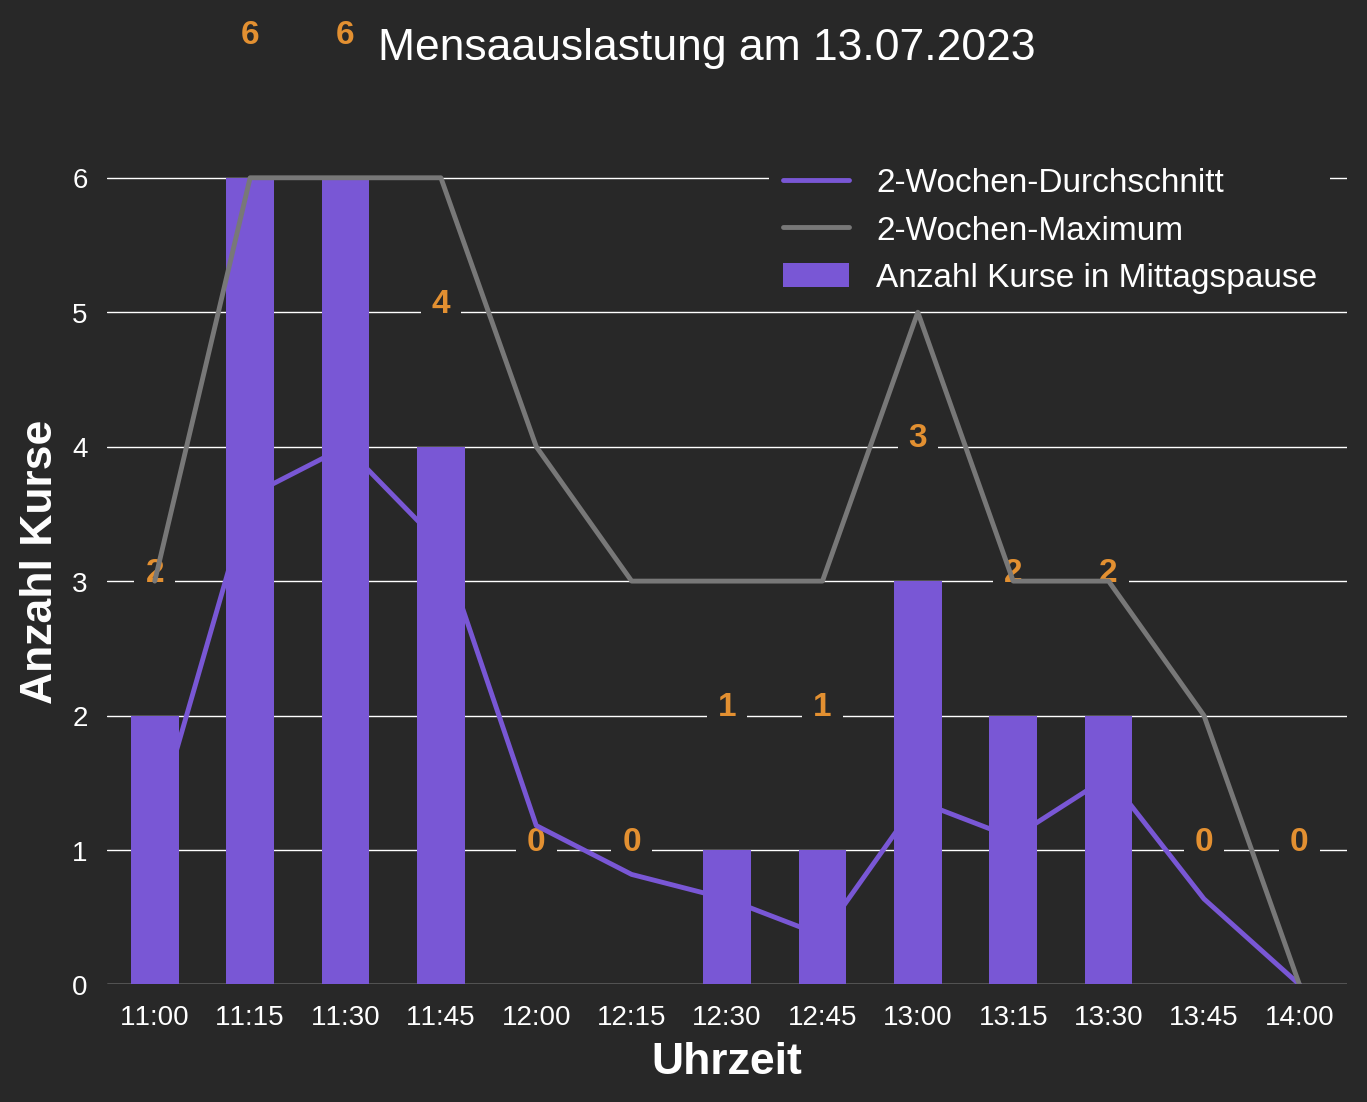 6 6 Mensaauslastung am 13.07.2023
2-Wochen-Durchschnitt
2-Wochen-Maximum
Anzahl Kurse in Mittagspause
Anzahl Kurse
6
5
4
3
2
1
0
4
3
2
2
2
1
1
0
0
0
0
11:00 11:15 11:30 11:45 12:00 12:15 12:30 12:45 13:00 13:15 13:30 13:45 14:00
Uhrzeit